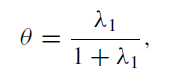 θ = λ₁ / (1 + λ₁),